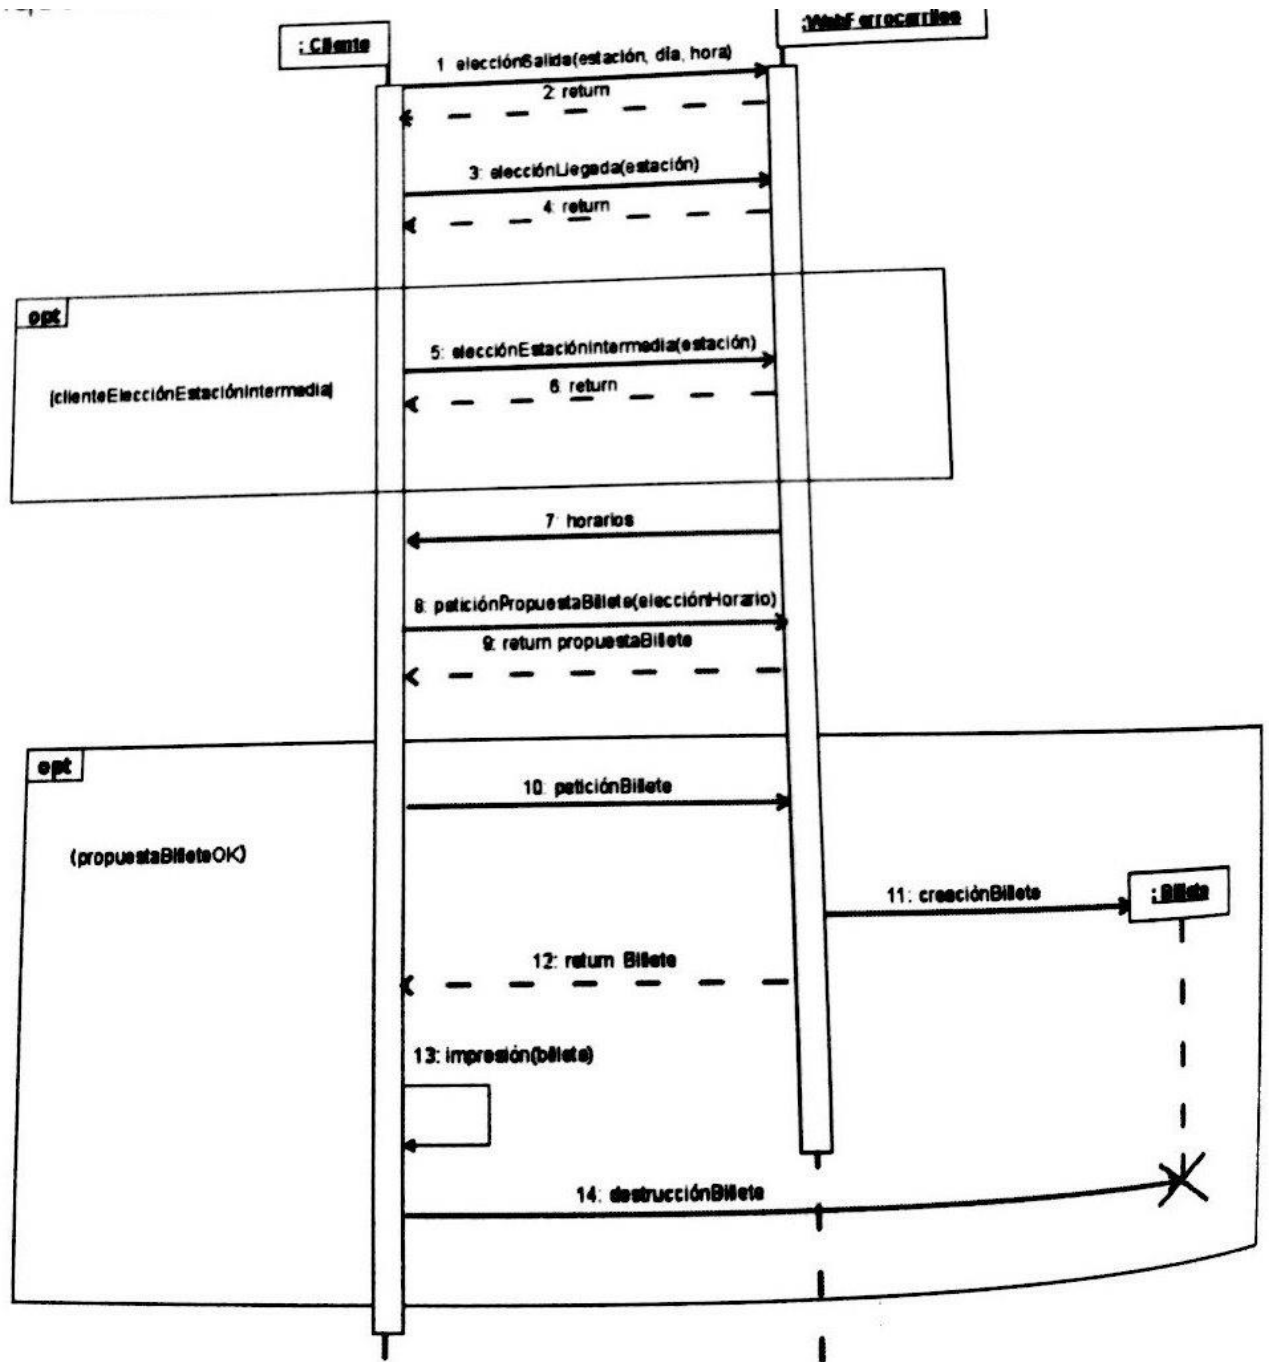 : Cliente
:WebFerrocarriles
1 elecciónSalida(estación, día, hora)
2: return
3: elecciónLlegada(estación)
4: return
opt
5: elecciónEstaciónIntermedia(estación)
[clienteElecciónEstaciónIntermedia]
6: return
7: horarios
8: peticiónPropuestaBillete(elecciónHorario)
9: return propuestaBillete
opt
10: peticiónBillete
(propuestaBilleteOK)
11: creaciónBillete
: Billete
12: return Billete
13: impresión(billete)
14: destrucciónBillete